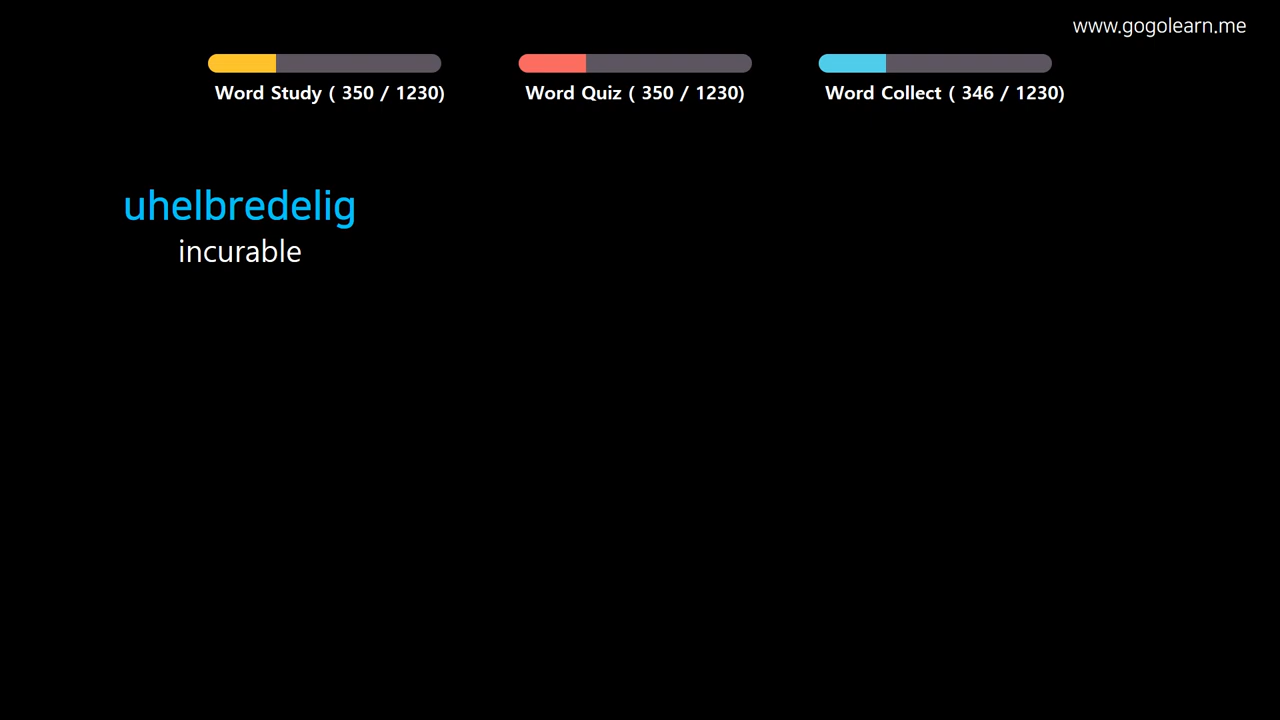 www.gogolearn.me
Word Study ( 350 / 1230)
Word Quiz ( 350 / 1230)
Word Collect ( 346 / 1230)
uhelbredelig
incurable